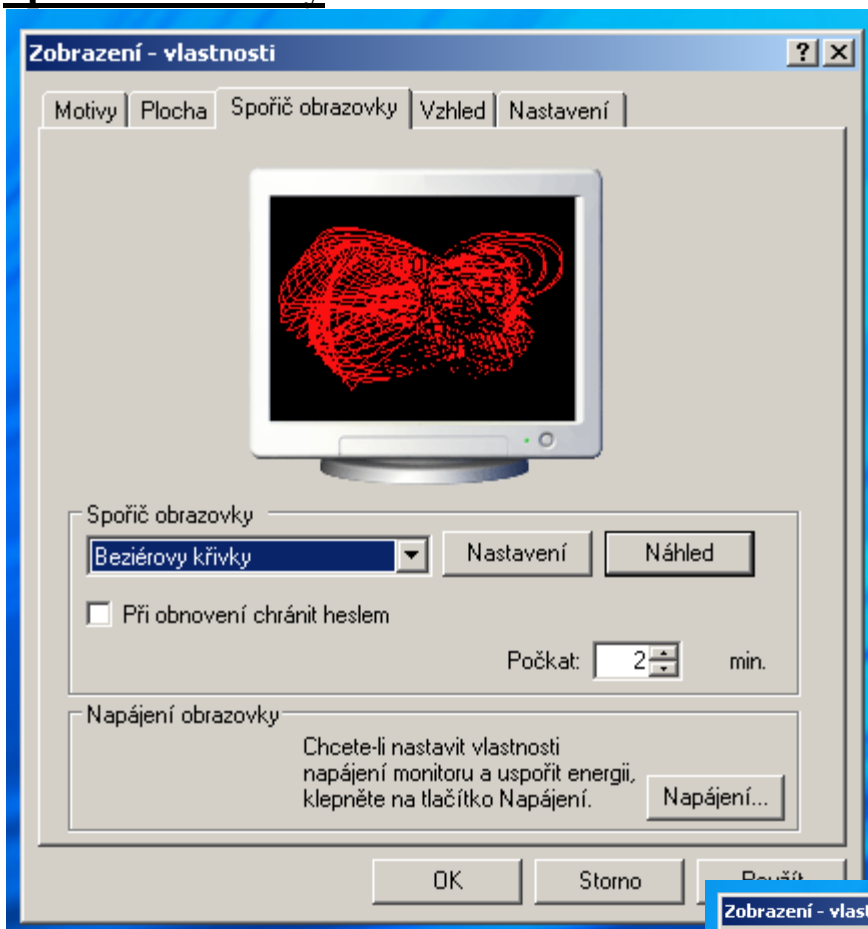 Zobrazení - vlastnosti
Motivy Plocha Spořič obrazovky Vzhled Nastavení
Spořič obrazovky
Beziérovy křivky Nastavení Náhled
Při obnovení chránit heslem
Počkat: 2 min.
Napájení obrazovky
Chcete-li nastavit vlastnosti
napájení monitoru a uspořit energii,
klepněte na tlačítko Napájení. Napájení...
OK Storno Použít
Zobrazení - vlast